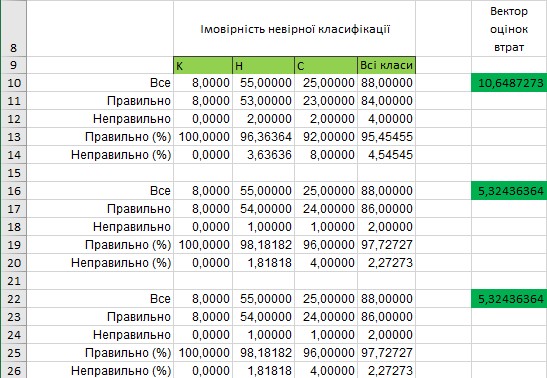 Імовірність невірної класифікації
Вектор
оцінок
втрат
8
9 K H C Всі класи
10 Все 8,0000 55,00000 25,00000 88,00000 10,6487273
11 Правильно 8,0000 53,00000 23,00000 84,00000
12 Неправильно 0,0000 2,00000 2,00000 4,00000
13 Правильно (%) 100,0000 96,36364 92,00000 95,45455
14 Неправильно (%) 0,0000 3,63636 8,00000 4,54545
15
16 Все 8,0000 55,00000 25,00000 88,00000 5,32436364
17 Правильно 8,0000 54,00000 24,00000 86,00000
18 Неправильно 0,0000 1,00000 1,00000 2,00000
19 Правильно (%) 100,0000 98,18182 96,00000 97,72727
20 Неправильно (%) 0,0000 1,81818 4,00000 2,27273
21
22 Все 8,0000 55,00000 25,00000 88,00000 5,32436364
23 Правильно 8,0000 54,00000 24,00000 86,00000
24 Неправильно 0,0000 1,00000 1,00000 2,00000
25 Правильно (%) 100,0000 98,18182 96,00000 97,72727
26 Неправильно (%) 0,0000 1,81818 4,00000 2,27273